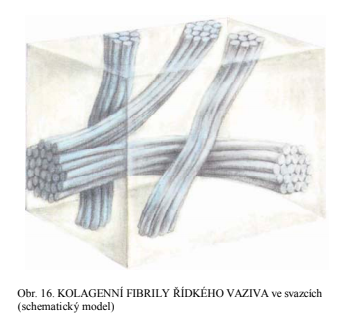 Obr. 16. KOLAGENNÍ FIBRILY ŘÍDKÉHO VAZIVA ve svazcích
(schematický model)